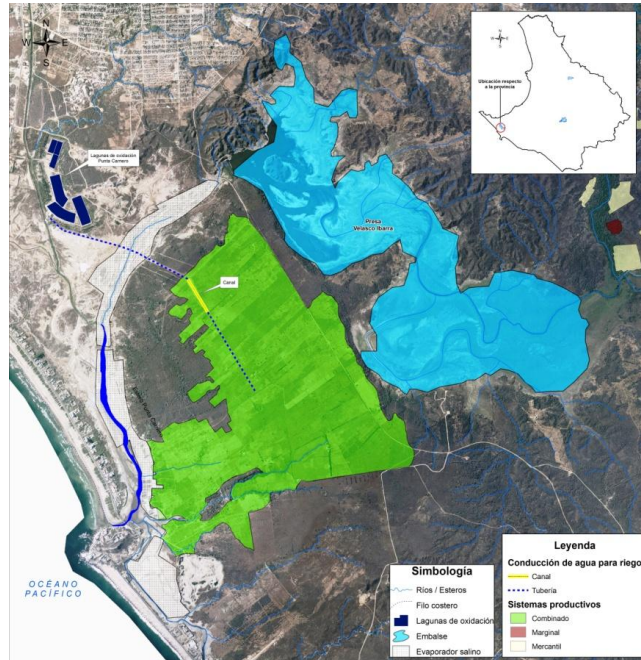 N
W E
S
Ubicación respecto
a la provincia
Lagunas de oxidación
Punta Carnero
Presa
Velasco Ibarra
Canal
OCÉANO
PACÍFICO
Simbología
Ríos / Esteros
Filo costero
Lagunas de oxidación
Embalse
Evaporador salino
Leyenda
Conducción de agua para riego
Canal
Tubería
Sistemas productivos
Combinado
Marginal
Mercantil